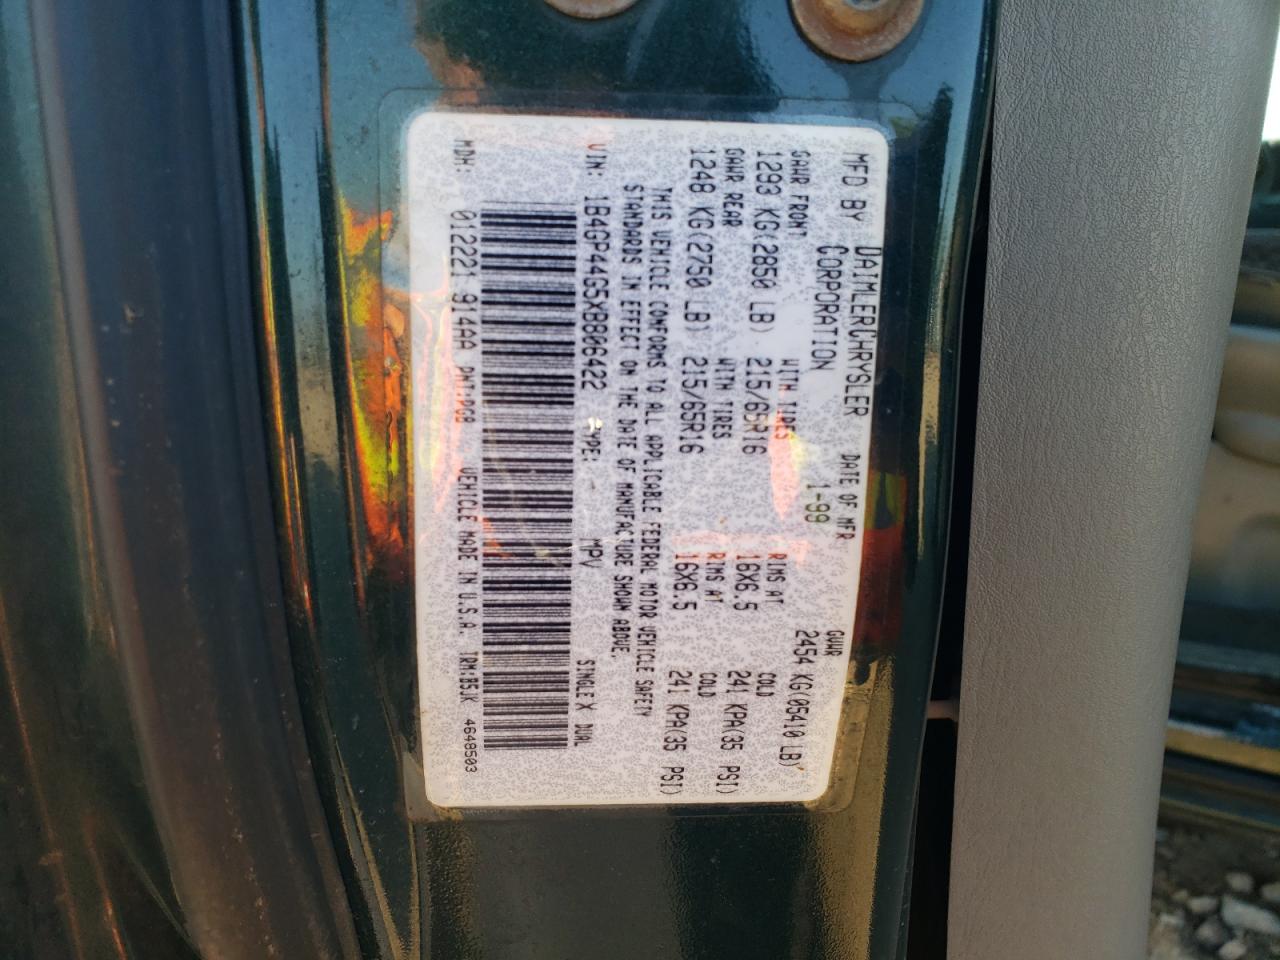 MFD BY DAIMLERCHRYSLER CORPORATION DATE OF MFR 1-99 GVWR 2454 KG(05410 LB)
GAWR FRONT WITH TIRES RIMS AT COLD
1293 KG(2850 LB) 215/65R16 16X6.5 241 KPA(35 PSI)
GAWR REAR WITH TIRES RIMS AT COLD
1248 KG(2750 LB) 215/65R16 16X6.5 241 KPA(35 PSI)
THIS VEHICLE CONFORMS TO ALL APPLICABLE FEDERAL MOTOR VEHICLE SAFETY
STANDARDS IN EFFECT ON THE DATE OF MANUFACTURE SHOWN ABOVE.
VIN: 1B4GP44G5XB806422 TYPE: - MPV SINGLE X DUAL
MDH: 012221 914AA PNT:PGB VEHICLE MADE IN U.S.A. TRM:B5JK 4648503